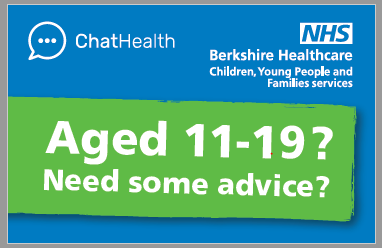 ChatHealth
NHS
Berkshire Healthcare
Children, Young People and
Families services
Aged 11-19?
Need some advice?